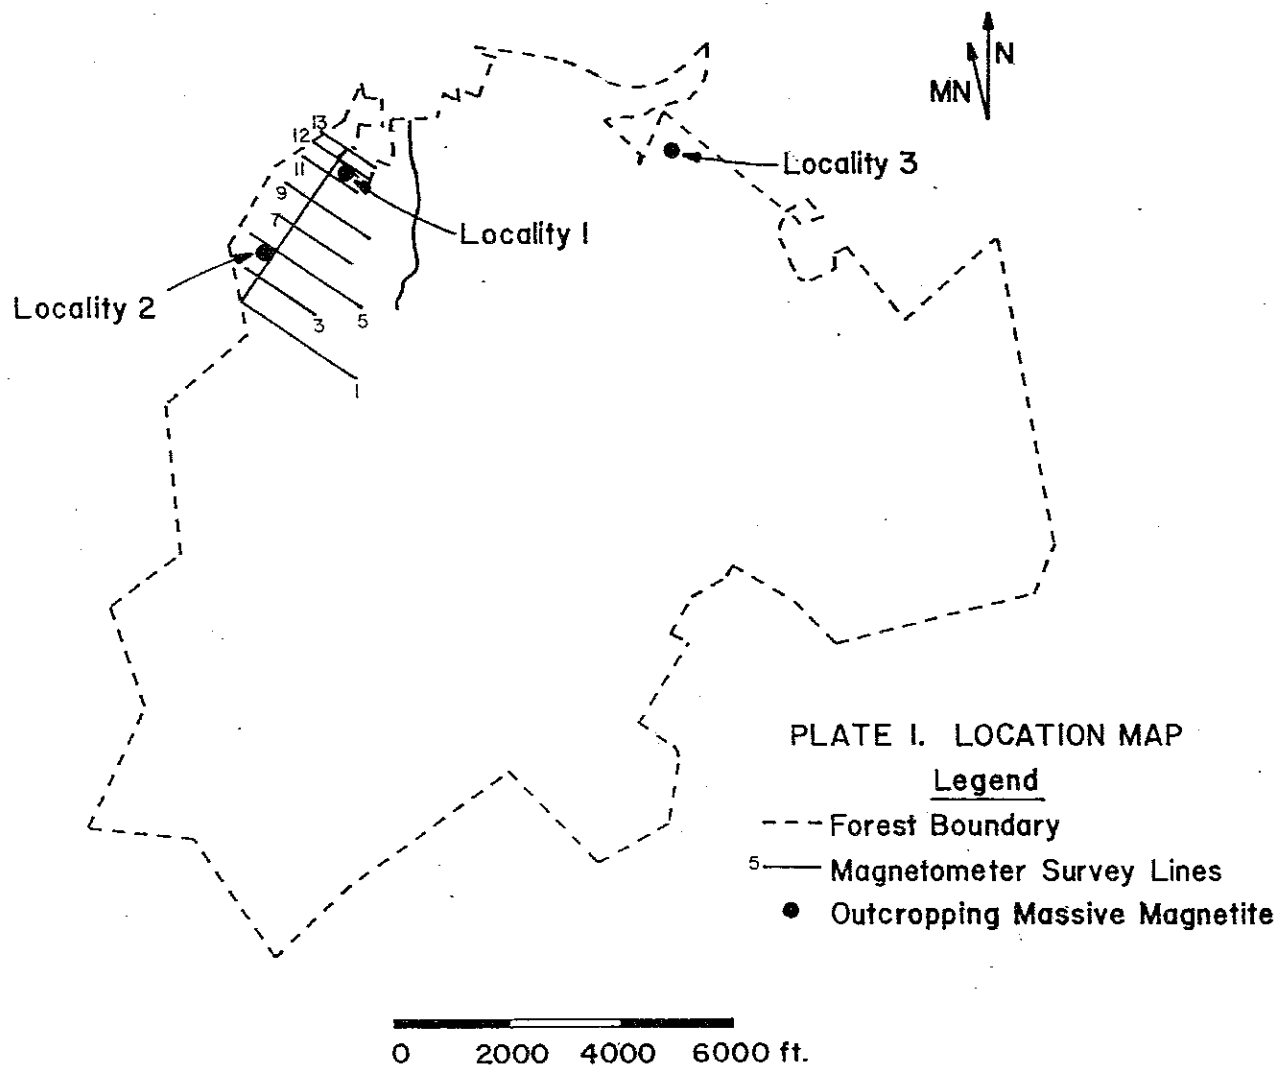 N
MN
13
12
11
9
7
Locality 3
Locality 1
Locality 2
3
5
1
PLATE 1. LOCATION MAP
Legend
Forest Boundary
5 Magnetometer Survey Lines
Outcropping Massive Magnetite
0 2000 4000 6000 ft.